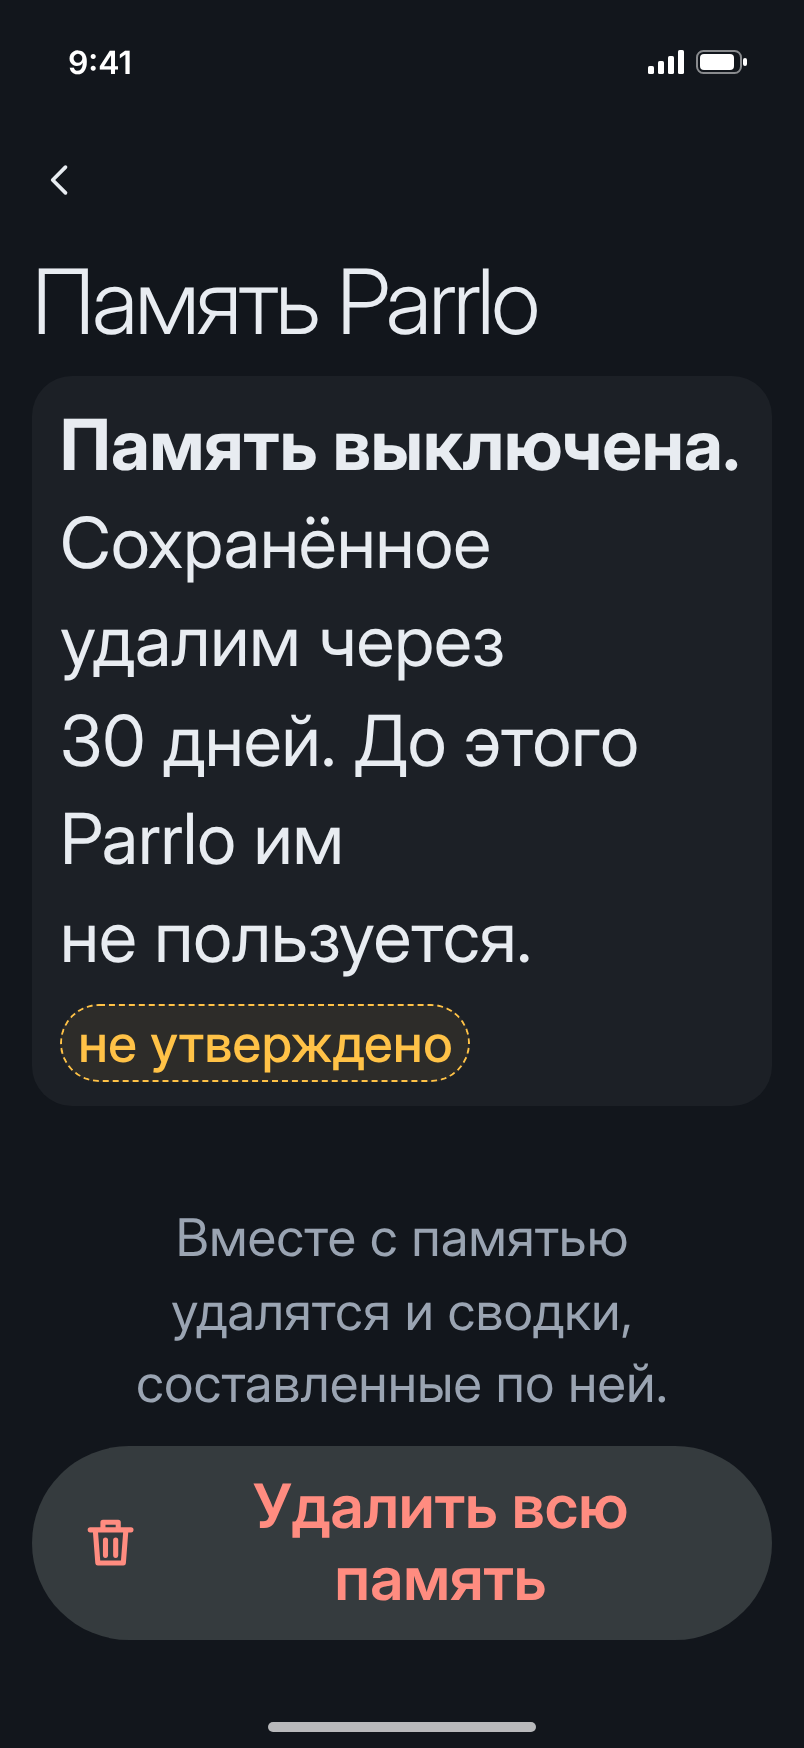 9:41
Память Parrlo
Память выключена.
Сохранённое
удалим через
30 дней. До этого
Parrlo им
не пользуется.
не утверждено
Вместе с памятью
удалятся и сводки,
составленные по ней.
Удалить всю
память